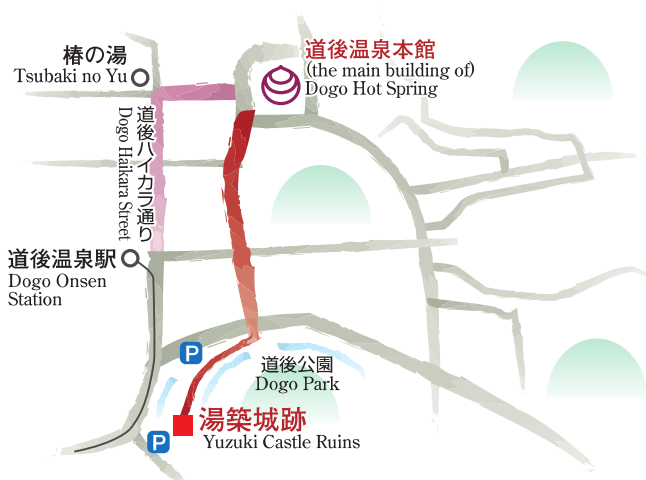 椿の湯
Tsubaki no Yu
道後温泉本館
(the main building of)
Dogo Hot Spring
道後ハイカラ通り
Dogo Haikara Street
道後温泉駅
Dogo Onsen
Station
P
道後公園
Dogo Park
湯築城跡
Yuzuki Castle Ruins
P